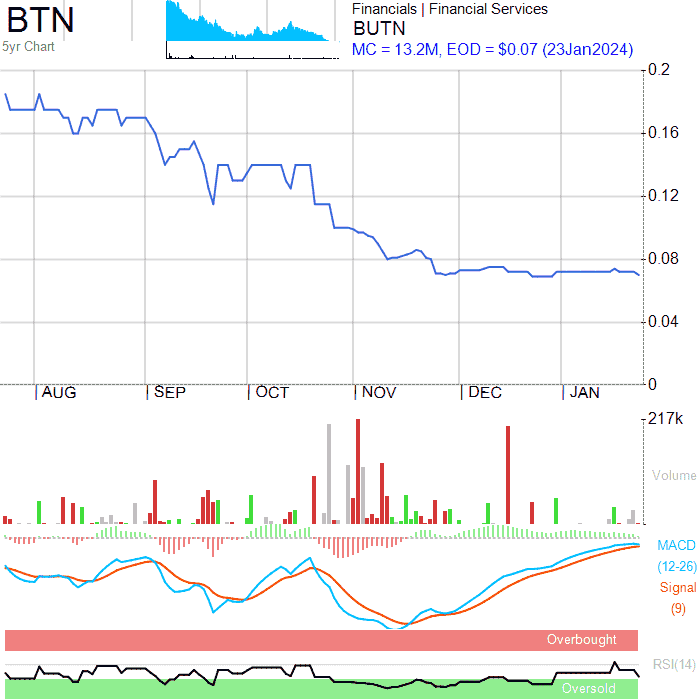 BTN
5yr Chart
Financials | Financial Services
BUTN
MC = 13.2M, EOD = $0.07 (23Jan2024)
0.2
0.16
0.12
0.08
0.04
0
AUG SEP OCT NOV DEC JAN
217k
Volume
MACD
(12-26)
Signal
(9)
Overbought
RSI(14)
Oversold